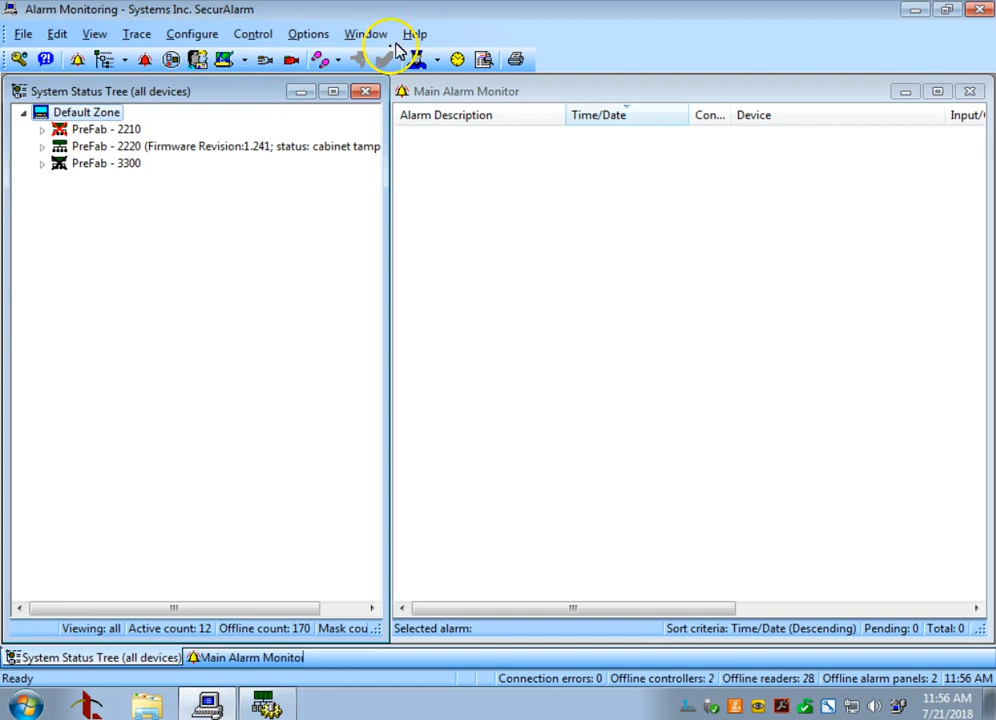 Alarm Monitoring - Systems Inc. SecurAlarm
File Edit View Trace Configure Control Options Window Help
System Status Tree (all devices)
Main Alarm Monitor
Default Zone
PreFab - 2210
PreFab - 2220 (Firmware Revision:1.241; status: cabinet tamp
PreFab - 3300
Alarm Description Time/Date Con... Device Input/(
Viewing: all Active count: 12 Offline count: 170 Mask cou
Selected alarm: Sort criteria: Time/Date (Descending) Pending: 0 Total: 0
System Status Tree (all devices) Main Alarm Monitor
Ready Connection errors: 0 Offline controllers: 2 Offline readers: 28 Offline alarm panels: 2 11:56 AM
11:56 AM
7/21/2018